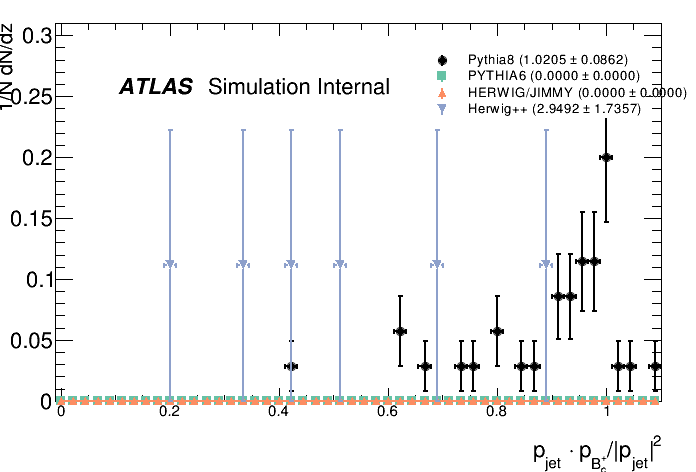 1/N dN/dz
0.3
0.25
0.2
0.15
0.1
0.05
0
ATLAS Simulation Internal
Pythia8 (1.0205 ± 0.0862)
PYTHIA6 (0.0000 ± 0.0000)
HERWIG/JIMMY (0.0000 ± 0.0000)
Herwig++ (2.9492 ± 1.7357)
0 0.2 0.4 0.6 0.8 1
p_jet · p_{B_c^+}/|p_jet|^2